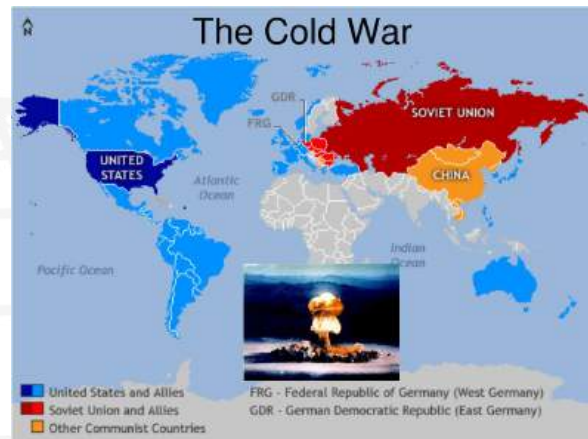 The Cold War
N
GDR
FRG
SOVIET UNION
UNITED
STATES
CHINA
Atlantic
Ocean
Indian
Ocean
Pacific Ocean
United States and Allies
Soviet Union and Allies
Other Communist Countries
FRG - Federal Republic of Germany (West Germany)
GDR - German Democratic Republic (East Germany)